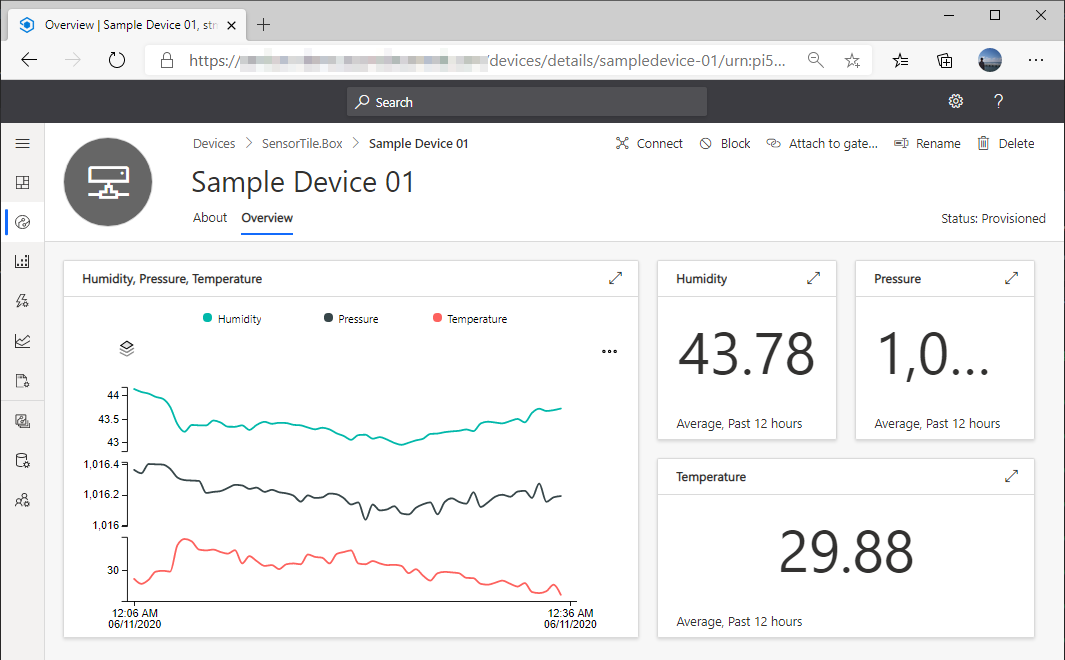 Overview | Sample Device 01, str
https://
/devices/details/sampledevice-01/urn:pi5...
Search
?
Devices > SensorTile.Box > Sample Device 01
Connect Block Attach to gate... Rename Delete
Sample Device 01
About Overview
Status: Provisioned
Humidity, Pressure, Temperature
Humidity Pressure Temperature
44
43.5
43
1,016.4
1,016.2
1,016
30
12:06 AM
06/11/2020
12:36 AM
06/11/2020
Humidity
43.78
Average, Past 12 hours
Pressure
1,0...
Average, Past 12 hours
Temperature
29.88
Average, Past 12 hours